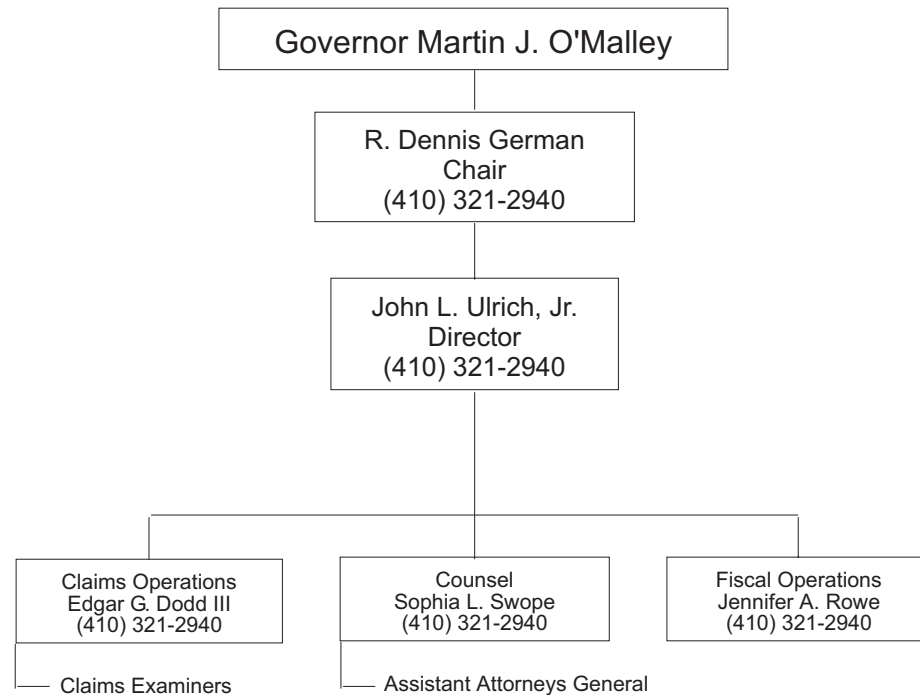 Governor Martin J. O'Malley
R. Dennis German
Chair
(410) 321-2940
John L. Ulrich, Jr.
Director
(410) 321-2940
Claims Operations
Edgar G. Dodd III
(410) 321-2940
Claims Examiners
Counsel
Sophia L. Swope
(410) 321-2940
Assistant Attorneys General
Fiscal Operations
Jennifer A. Rowe
(410) 321-2940